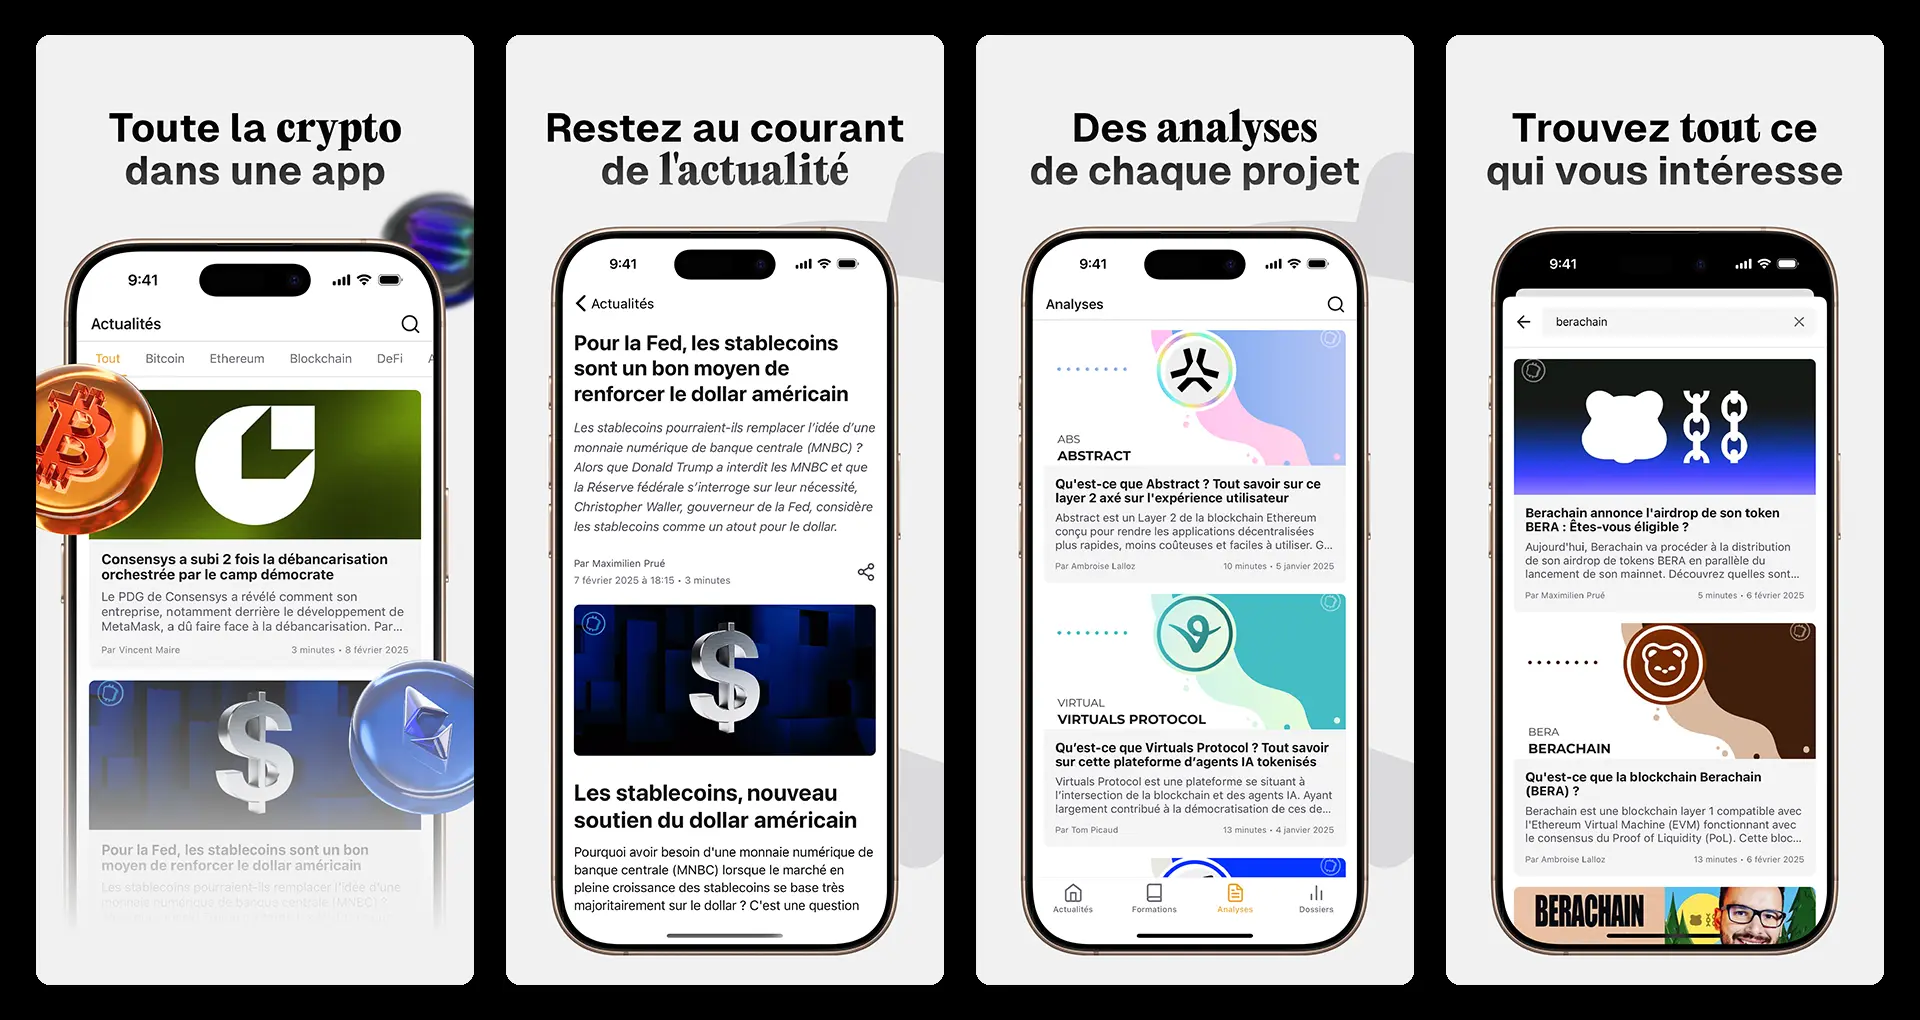 Toute la crypto
dans une app
9:41
Actualités
Tout Bitcoin Ethereum Blockchain DeFi
Consensys a subi 2 fois la débancarisation
orchestrée par le camp démocrate
Le PDG de Consensys a révélé comment son
entreprise, notamment derrière le développement de
MetaMask, a dû faire face à la débancarisation. Par...
Par Vincent Maire 3 minutes • 8 février 2025
Pour la Fed, les stablecoins sont un bon
moyen de renforcer le dollar américain
Les stablecoins pourraient-ils remplacer l'idée d'une
monnaie numérique de banque centrale (MNBC) ?
Restez au courant
de l'actualité
9:41
Actualités
Pour la Fed, les stablecoins
sont un bon moyen de
renforcer le dollar américain
Les stablecoins pourraient-ils remplacer l'idée d'une
monnaie numérique de banque centrale (MNBC) ?
Alors que Donald Trump a interdit les MNBC et que
la Réserve fédérale s'interroge sur leur nécessité,
Christopher Waller, gouverneur de la Fed, considère
les stablecoins comme un atout pour le dollar.
Par Maximilien Prué
7 février 2025 à 18:15 • 3 minutes
Les stablecoins, nouveau
soutien du dollar américain
Pourquoi avoir besoin d'une monnaie numérique de
banque centrale (MNBC) lorsque le marché en
pleine croissance des stablecoins se base très
majoritairement sur le dollar ? C'est une question
Des analyses
de chaque projet
9:41
Analyses
ABS
ABSTRACT
Qu'est-ce que Abstract ? Tout savoir sur ce
layer 2 axé sur l'expérience utilisateur
Abstract est un Layer 2 de la blockchain Ethereum
conçu pour rendre les applications décentralisées
plus rapides, moins coûteuses et faciles à utiliser. G...
Par Ambroise Lalloz 10 minutes • 5 janvier 2025
VIRTUAL
VIRTUALS PROTOCOL
Qu'est-ce que Virtuals Protocol ? Tout savoir
sur cette plateforme d'agents IA tokenisés
Virtuals Protocol est une plateforme se situant à
l'intersection de la blockchain et des agents IA. Ayant
largement contribué à la démocratisation de ces de...
Par Tom Picaud 13 minutes • 4 janvier 2025
Actualités Formations Analyses Dossiers
Trouvez tout ce
qui vous intéresse
9:41
berachain
Berachain annonce l'airdrop de son token
BERA : Êtes-vous éligible ?
Aujourd'hui, Berachain va procéder à la distribution
de son airdrop de tokens BERA en parallèle du
lancement de son mainnet. Découvrez quelles sont...
Par Maximilien Prué 5 minutes • 6 février 2025
BERA
BERACHAIN
Qu'est-ce que la blockchain Berachain
(BERA) ?
Berachain est une blockchain layer 1 compatible avec
l'Ethereum Virtual Machine (EVM) fonctionnant avec
le consensus du Proof of Liquidity (PoL). Cette bloc...
Par Ambroise Lalloz 13 minutes • 6 février 2025
BERACHAIN